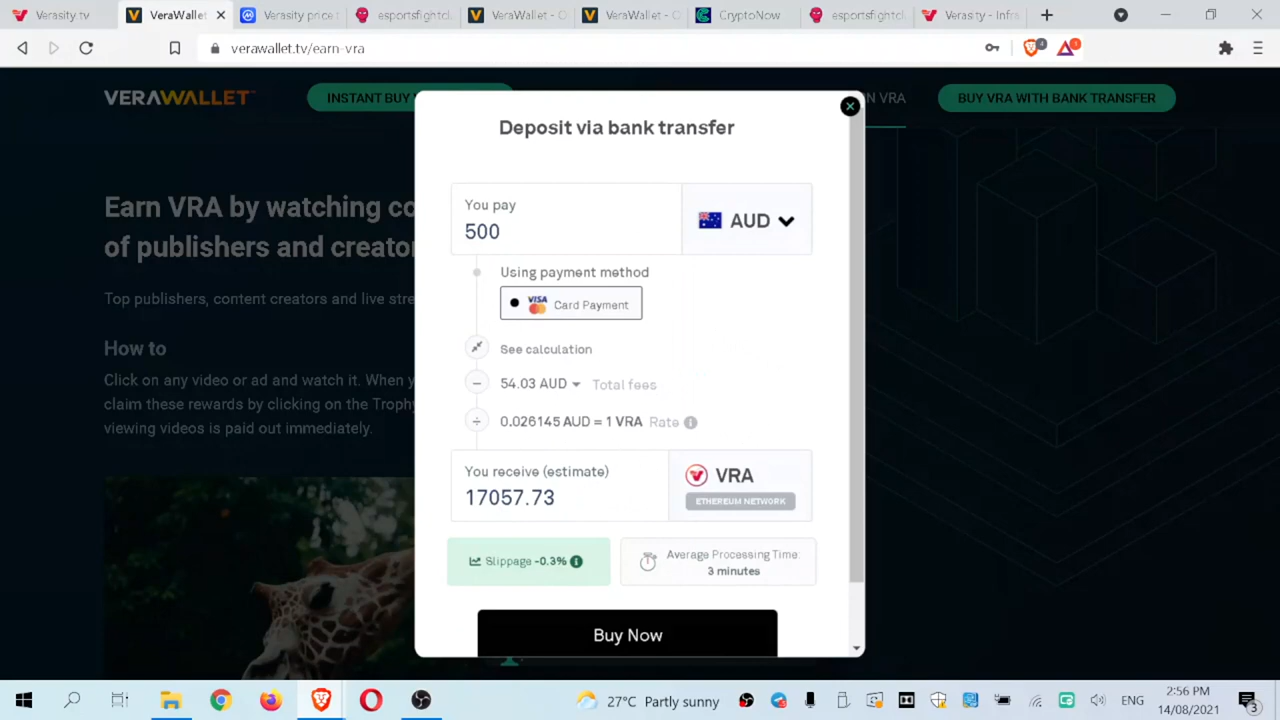 Verasity.tv
VeraWallet
Verasity price
esportsfightclu
VeraWallet - O
VeraWallet - O
CryptoNow
esportsfightclu
Verasity - Infra
verawallet.tv/earn-vra
4
1
VERAWALLET
INSTANT BUY
N VRA
BUY VRA WITH BANK TRANSFER
Earn VRA by watching co
of publishers and creator
Top publishers, content creators and live stre
How to
Click on any video or ad and watch it. When y
claim these rewards by clicking on the Trophy
viewing videos is paid out immediately.
Deposit via bank transfer
You pay
500
AUD
Using payment method
VISA Card Payment
See calculation
54.03 AUD Total fees
0.026145 AUD = 1 VRA Rate
You receive (estimate)
17057.73
VRA
ETHEREUM NETWORK
Slippage -0.3%
Average Processing Time:
3 minutes
Buy Now
27°C Partly sunny
ENG
2:56 PM
14/08/2021
3